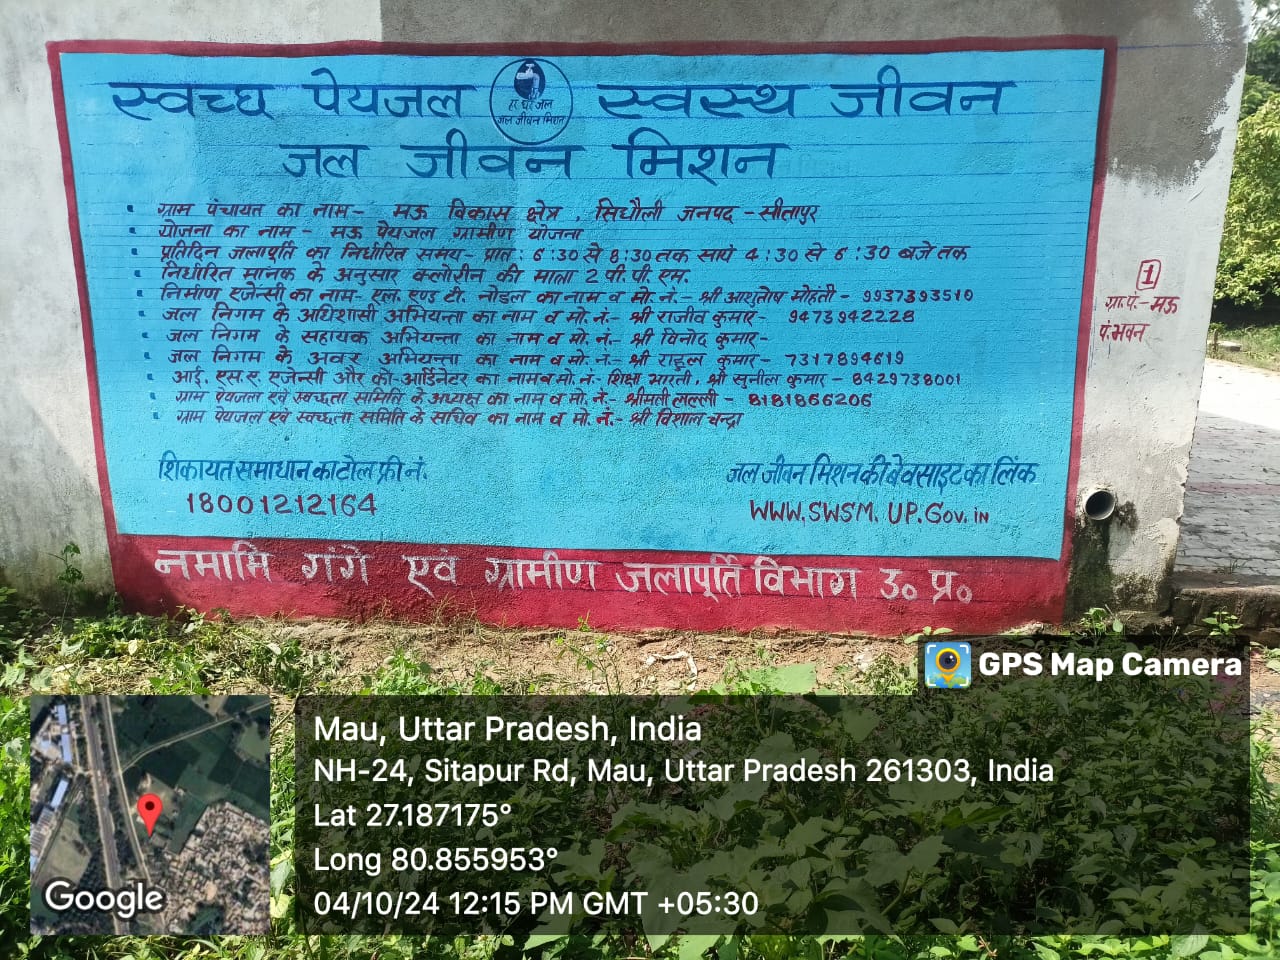 स्वच्छ पेयजल स्वस्थ जीवन
हर घर जल
जल जीवन मिशन
जल जीवन मिशन
ग्राम पंचायत का नाम- मऊ विकास क्षेत्र , सिधौली जनपद - सीतापुर
योजना का नाम - मऊ पेयजल ग्रामीण योजना
प्रतिदिन जलापूर्ति का निर्धारित समय- प्रात : 6:30 से 8:30 तक सायं 4:30 से 6:30 बजे तक
निर्धारित मानक के अनुसार क्लोरीन की मात्रा 2 पी.पी.एम.
निर्माण एजेन्सी का नाम- एल. एण्ड टी. नोडल का नाम व मो.नं.- श्री आशुतोष मोहंती - 9937393510
जल निगम के अधिशासी अभियन्ता का नाम व मो.नं- श्री राजीव कुमार- 9473942228
जल निगम के सहायक अभियन्ता का नाम व मो.नं.- श्री विनोद कुमार-
जल निगम के अवर अभियन्ता का नाम व मो.नं.- श्री राहूल कुमार- 7317894619
आई. एस.ए. एजेन्सी और को-आर्डिनेटर का नाम व मो.नं.- शिक्षा भारती, श्री सुनील कुमार - 8429738001
ग्राम पेयजल एवं स्वच्छता समिति के अध्यक्ष का नाम व मो.नं.- श्रीमती लल्ली - 8181866206
ग्राम पेयजल एवं स्वच्छता समिति के सचिव का नाम व मो.नं.- श्री विशाल चन्द्रा
शिकायत समाधान का टोल फ्री नं.
18001212164
जल जीवन मिशन की बेवसाइट का लिंक
WWW.SWSM.UP.Gov.in
नमामि गंगे एवं ग्रामीण जलापूर्ति विभाग उ० प्र०
1
ग्रा.पं.- मऊ
पं.भवन
GPS Map Camera
Mau, Uttar Pradesh, India
NH-24, Sitapur Rd, Mau, Uttar Pradesh 261303, India
Lat 27.187175°
Long 80.855953°
04/10/24 12:15 PM GMT +05:30
Google